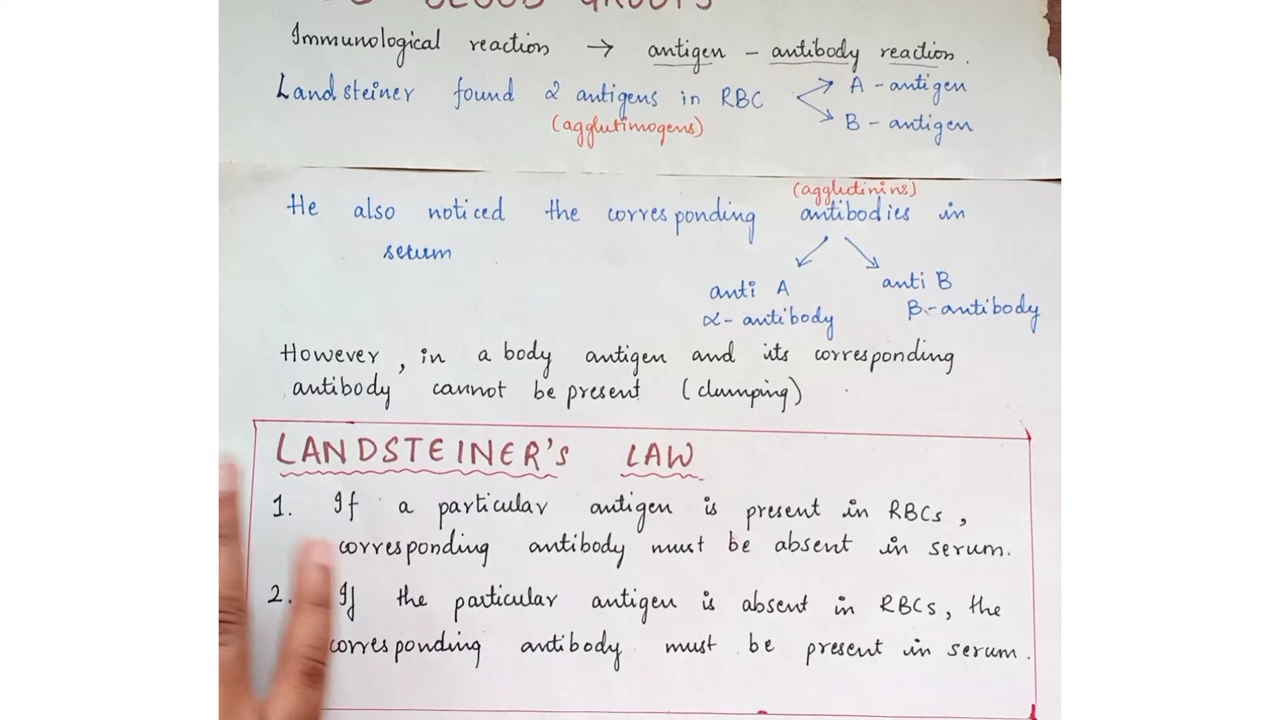 BLOOD GROUPS
Immunological reaction → antigen - antibody reaction.
Landsteiner found 2 antigens in RBC
A - antigen
(agglutimogens)
B - antigen
(agglutinins)
He also noticed the corresponding antibodies in
serum
anti A
α - antibody
anti B
β - antibody
However, in a body antigen and its corresponding
antibody cannot be present (clumping)
LANDSTEINER's LAW
1. If a particular antigen is present in RBCs,
corresponding antibody must be absent in serum.
2. If the particular antigen is absent in RBCs, the
corresponding antibody must be present in serum.